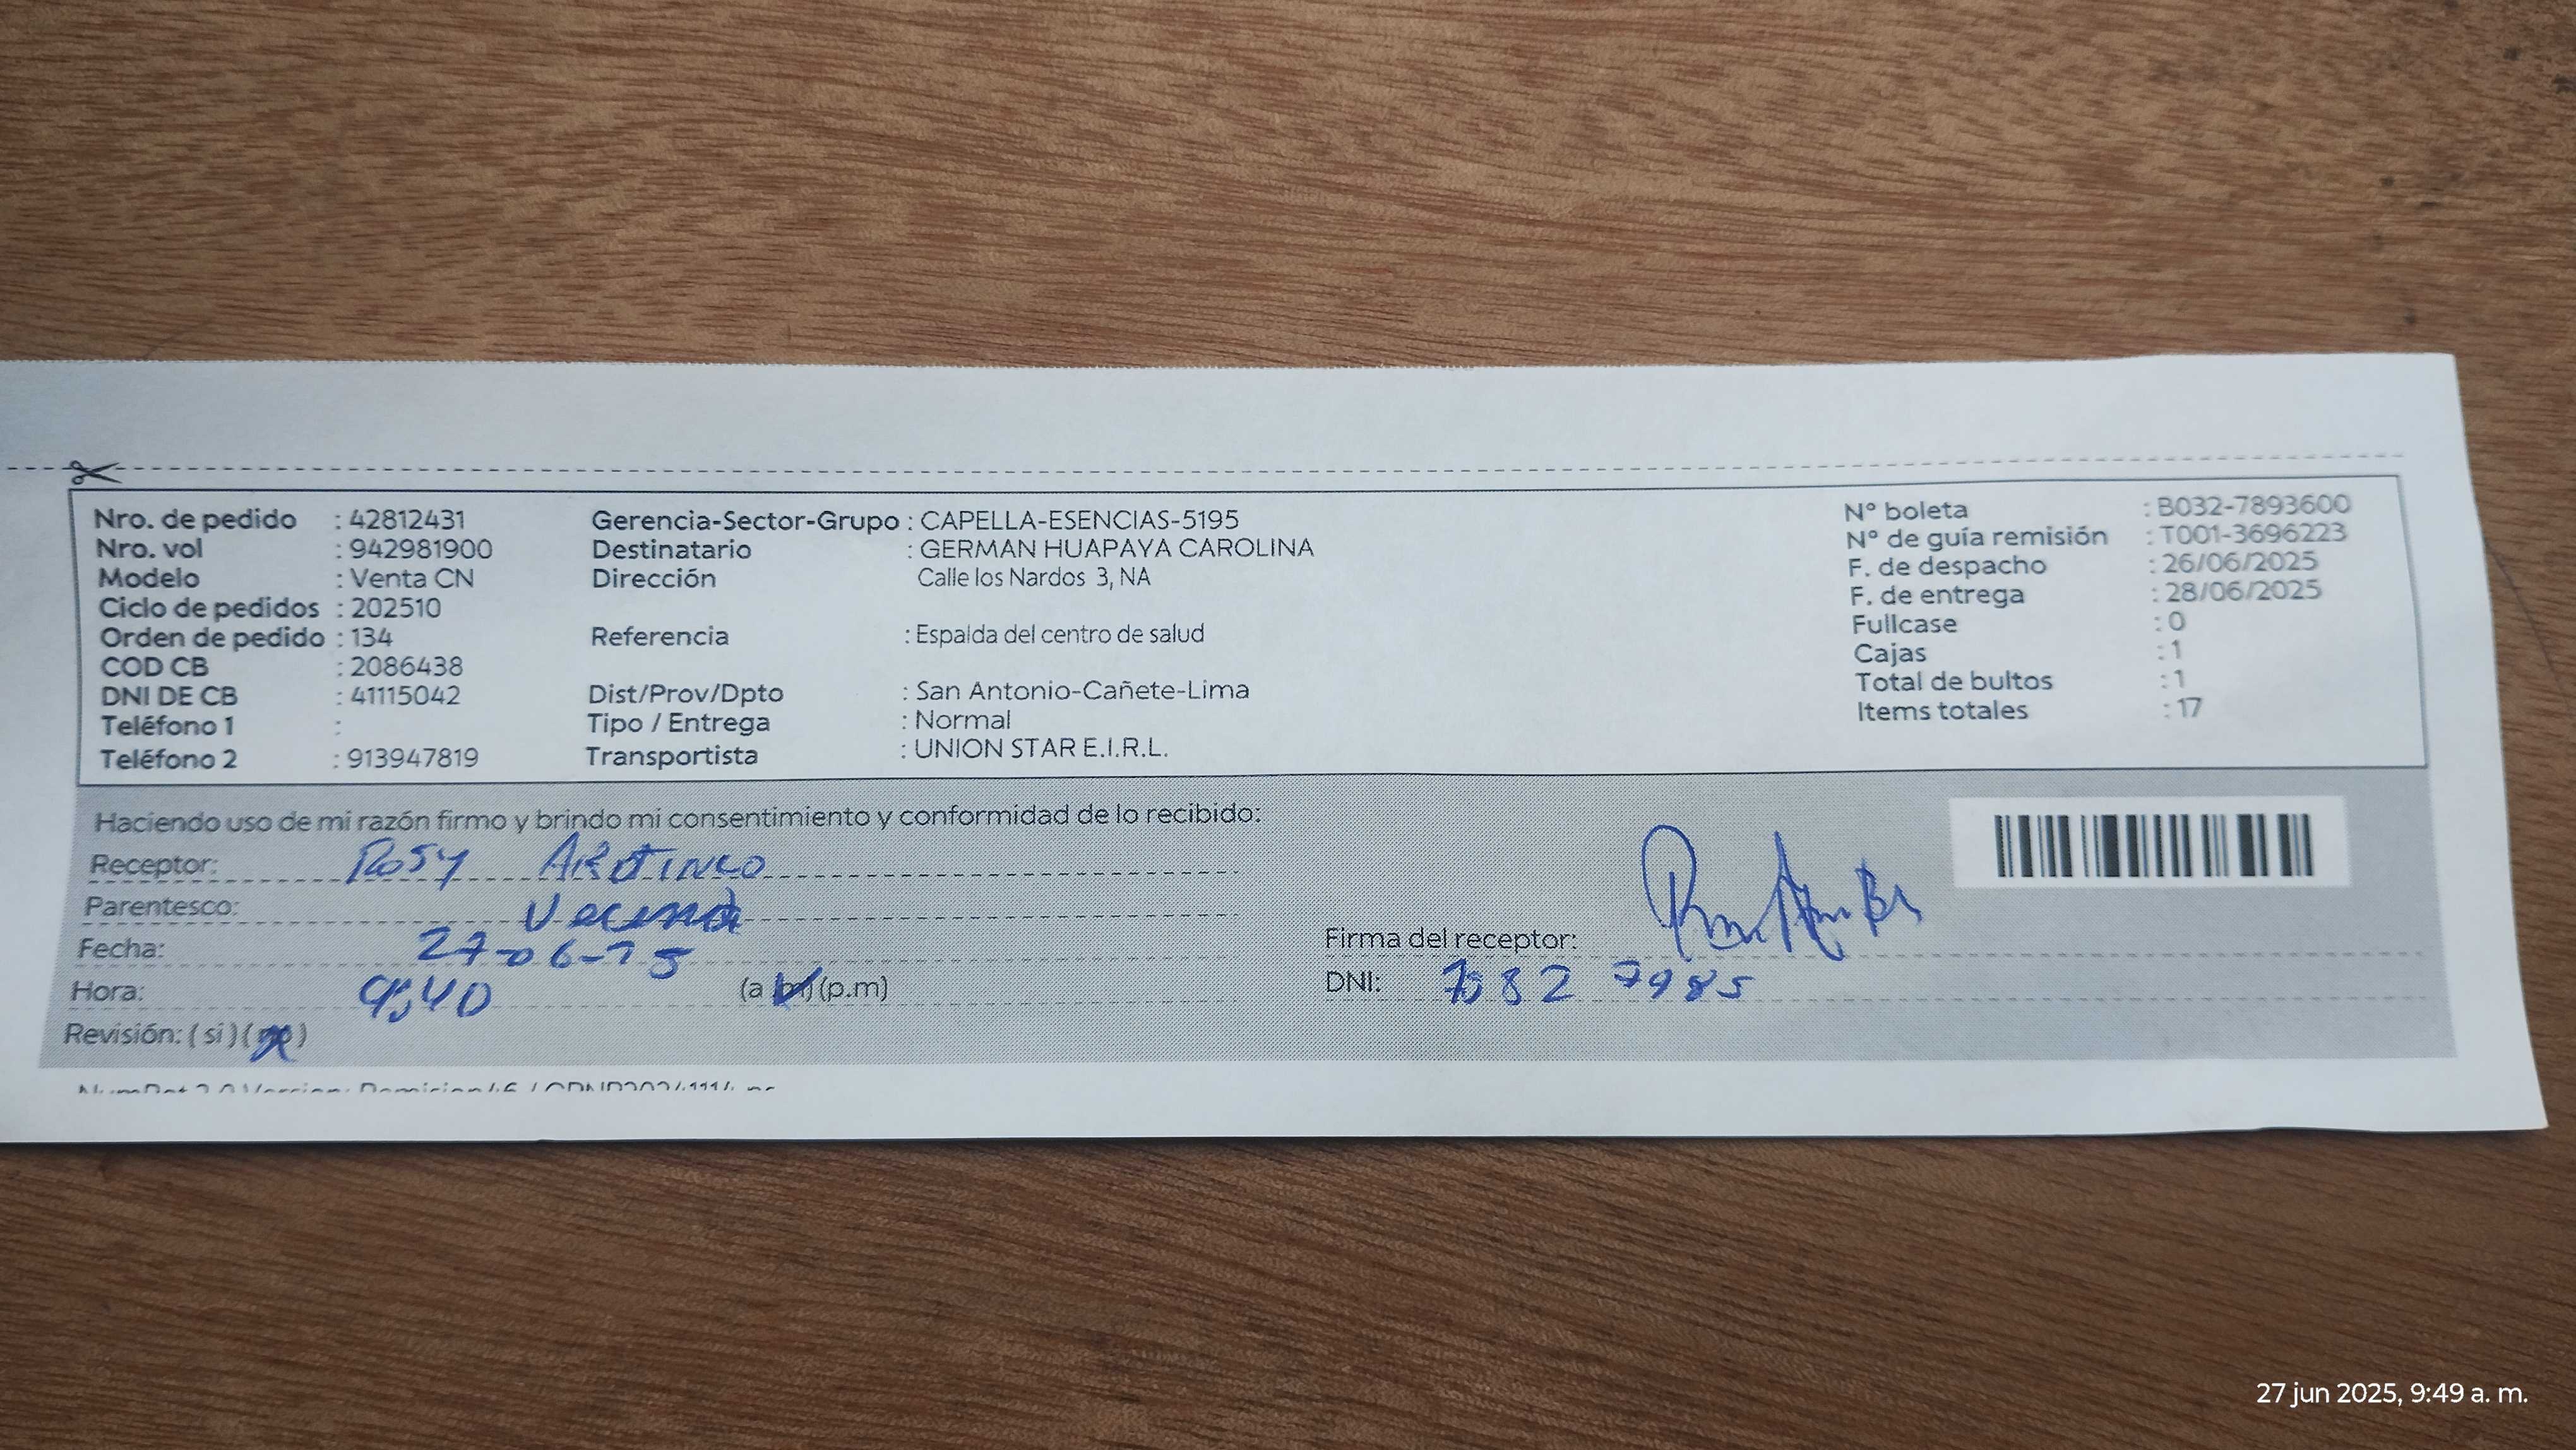 Nro. de pedido : 42812431
Nro. vol : 942981900
Modelo : Venta CN
Ciclo de pedidos : 202510
Orden de pedido : 134
COD CB : 2086438
DNI DE CB : 41115042
Teléfono 1 :
Teléfono 2 : 913947819
Gerencia-Sector-Grupo : CAPELLA-ESENCIAS-5195
Destinatario : GERMAN HUAPAYA CAROLINA
Dirección Calle los Nardos 3, NA
Referencia : Espalda del centro de salud
Dist/Prov/Dpto : San Antonio-Cañete-Lima
Tipo / Entrega : Normal
Transportista : UNION STAR E.I.R.L.
Nº boleta : B032-7893600
Nº de guía remisión : T001-3696223
F. de despacho : 26/06/2025
F. de entrega : 28/06/2025
Fullcase : 0
Cajas : 1
Total de bultos : 1
Items totales : 17
Haciendo uso de mi razón firmo y brindo mi consentimiento y conformidad de lo recibido:
Receptor: Rosy
Parentesco: Vecina
Fecha: 27-06-25
Hora: 9:40 (a.m) (p.m)
Revisión: (si) (no)
Firma del receptor:
DNI: 7982
27 jun 2025, 9:49 a. m.